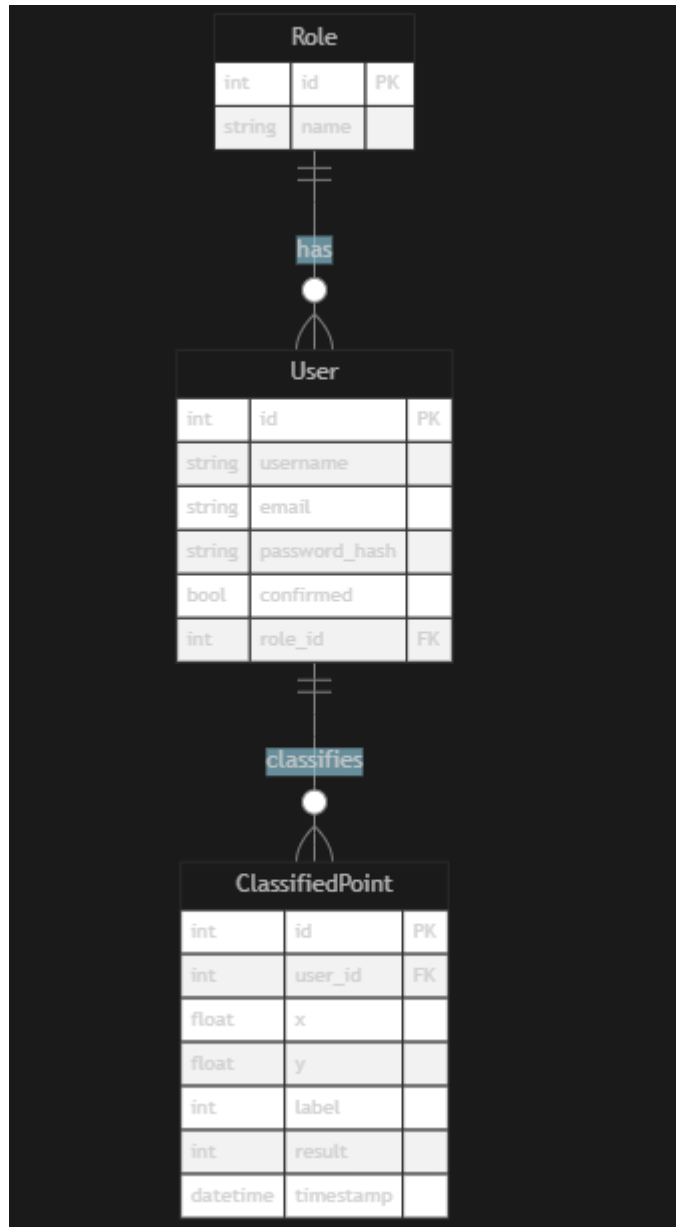 Role
int id PK
string name
has
User
int id PK
string username
string email
string password_hash
bool confirmed
int role_id FK
classifies
ClassifiedPoint
int id PK
int user_id FK
float x
float y
int label
int result
datetime timestamp